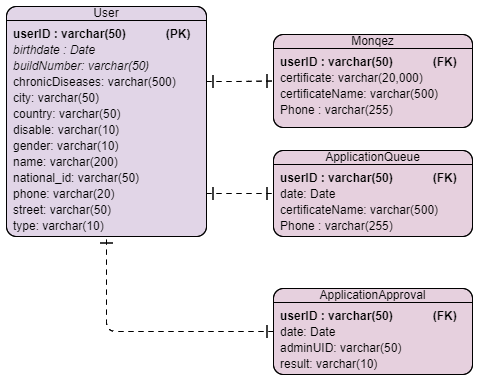 User
userID : varchar(50) (PK)
birthdate : Date
buildNumber: varchar(50)
chronicDiseases: varchar(500)
city: varchar(50)
country: varchar(50)
disable: varchar(10)
gender: varchar(10)
name: varchar(200)
national_id: varchar(50)
phone: varchar(20)
street: varchar(50)
type: varchar(10)
Monqez
userID : varchar(50) (FK)
certificate: varchar(20,000)
certificateName: varchar(500)
Phone : varchar(255)
ApplicationQueue
userID : varchar(50) (FK)
date: Date
certificateName: varchar(500)
Phone : varchar(255)
ApplicationApproval
userID : varchar(50) (FK)
date: Date
adminUID: varchar(50)
result: varchar(10)